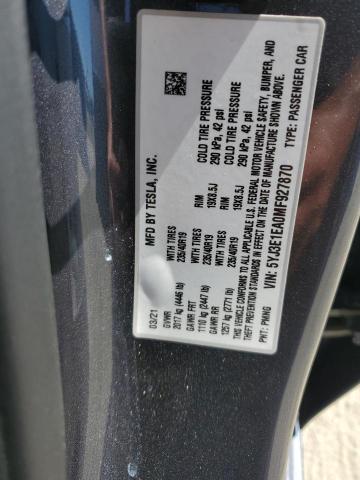 MFD BY TESLA, INC.
03/21
GVWR
2017 kg (4446 lb)
GAWR FRT WITH TIRES RIM COLD TIRE PRESSURE
1110 kg (2447 lb) 235/40R19 19X8.5J 290 kPa, 42 psi
GAWR RR WITH TIRES RIM COLD TIRE PRESSURE
1257 kg (2771 lb) 235/40R19 19X8.5J 290 kPa, 42 psi
THIS VEHICLE CONFORMS TO ALL APPLICABLE U.S. FEDERAL MOTOR VEHICLE SAFETY, BUMPER, AND
THEFT PREVENTION STANDARDS IN EFFECT ON THE DATE OF MANUFACTURE SHOWN ABOVE.
PNT: PMNG VIN: 5YJ3E1EA0MF927870 TYPE: PASSENGER CAR